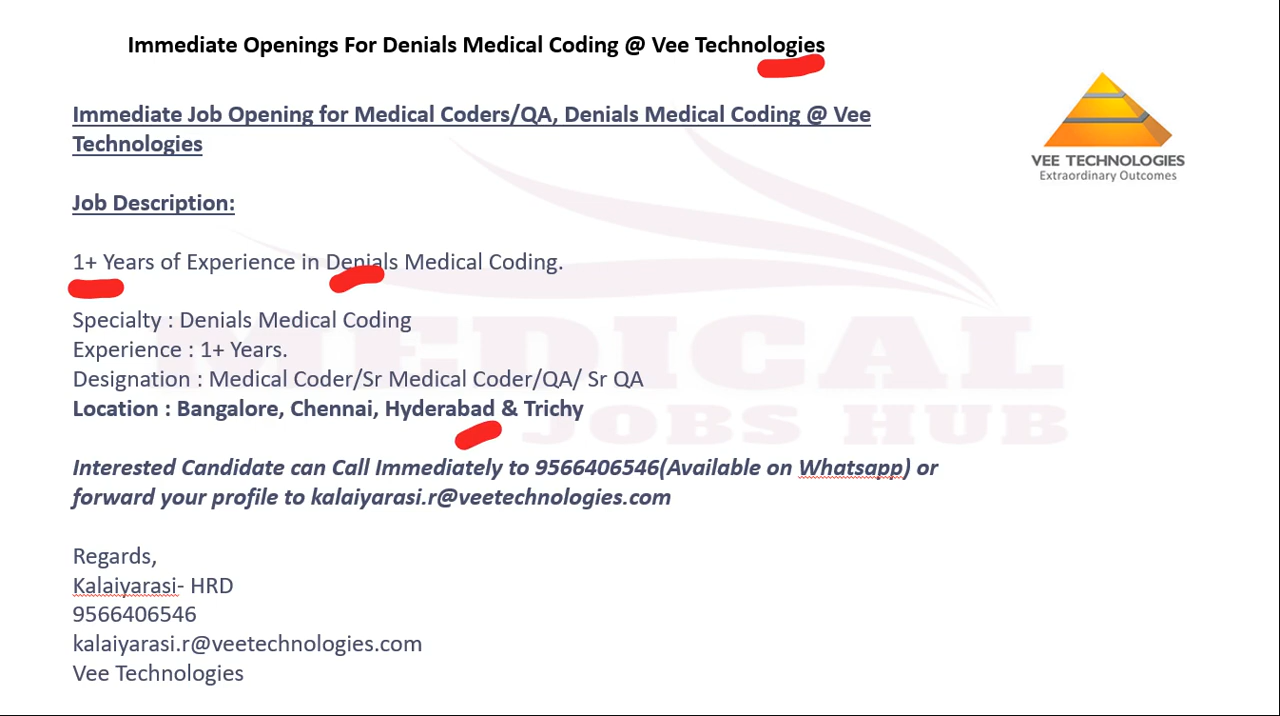 Immediate Openings For Denials Medical Coding @ Vee Technologies
Immediate Job Opening for Medical Coders/QA, Denials Medical Coding @ Vee
Technologies
VEE TECHNOLOGIES
Extraordinary Outcomes
Job Description:
1+ Years of Experience in Denials Medical Coding.
Specialty : Denials Medical Coding
Experience : 1+ Years.
Designation : Medical Coder/Sr Medical Coder/QA/ Sr QA
Location : Bangalore, Chennai, Hyderabad & Trichy
MEDICAL
JOBS HUB
Interested Candidate can Call Immediately to 9566406546(Available on Whatsapp) or
forward your profile to kalaiyarasi.r@veetechnologies.com
Regards,
Kalaiyarasi- HRD
9566406546
kalaiyarasi.r@veetechnologies.com
Vee Technologies